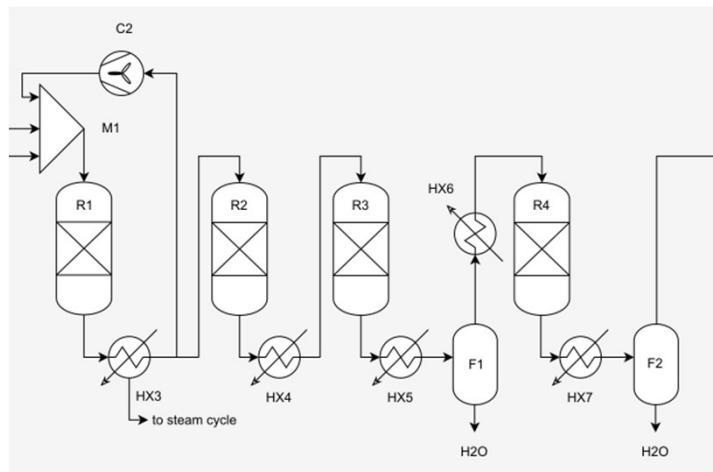 C2
M1
R1
R2
R3
HX6
R4
F1
F2
HX3
HX4
HX5
HX7
to steam cycle
H2O
H2O